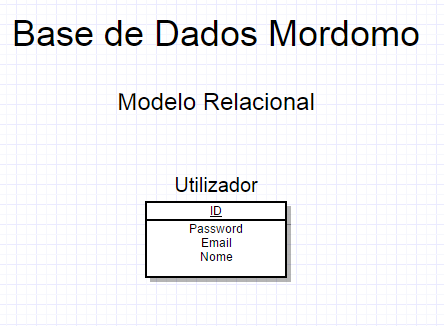 Base de Dados Mordomo
Modelo Relacional
Utilizador
ID
Password
Email
Nome